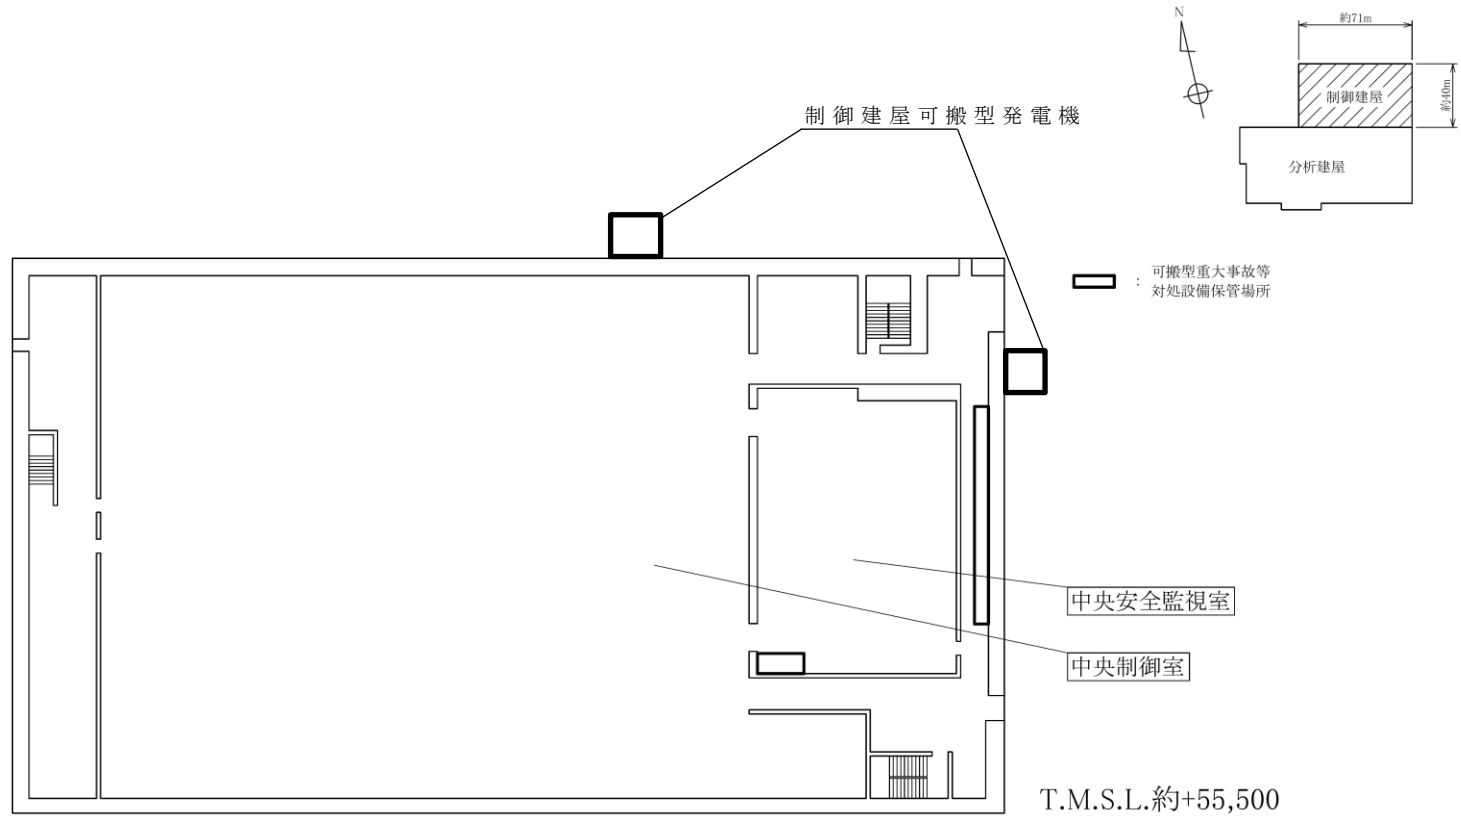 N
約71m
制御建屋
約40m
分析建屋
制御建屋可搬型発電機
：可搬型重大事故等
対処設備保管場所
中央安全監視室
中央制御室
T.M.S.L.約+55,500